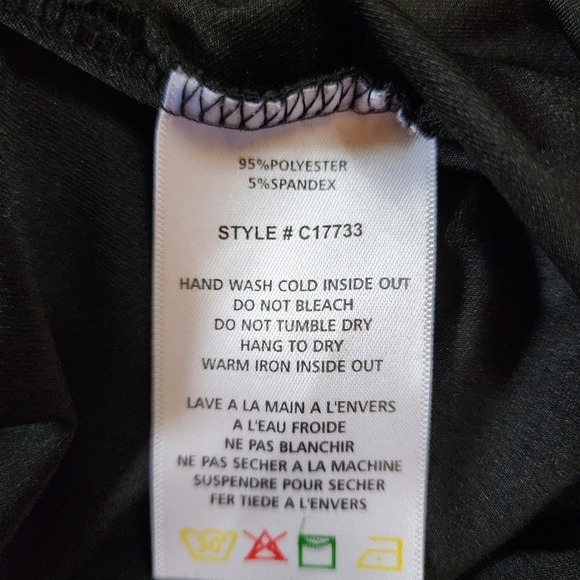 95%POLYESTER
5%SPANDEX
STYLE # C17733
HAND WASH COLD INSIDE OUT
DO NOT BLEACH
DO NOT TUMBLE DRY
HANG TO DRY
WARM IRON INSIDE OUT
LAVE A LA MAIN A L'ENVERS
A L'EAU FROIDE
NE PAS BLANCHIR
NE PAS SECHER A LA MACHINE
SUSPENDRE POUR SECHER
FER TIEDE A L'ENVERS
30°